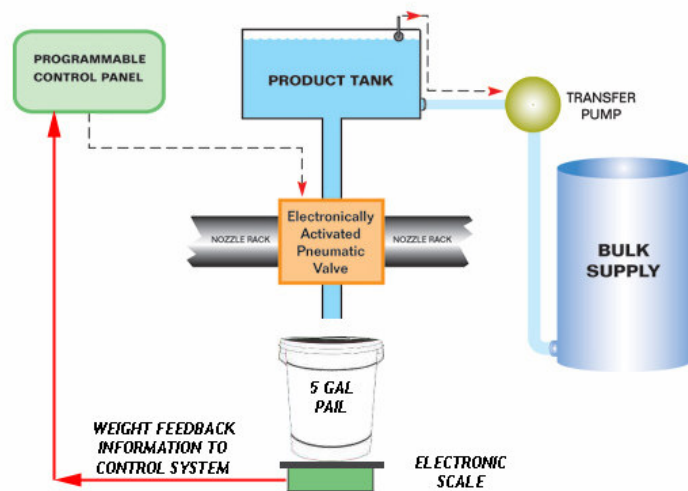 PROGRAMMABLE
CONTROL PANEL
PRODUCT TANK
TRANSFER
PUMP
Electronically
Activated
Pneumatic
Valve
NOZZLE RACK
NOZZLE RACK
BULK
SUPPLY
5 GAL
PAIL
WEIGHT FEEDBACK
INFORMATION TO
CONTROL SYSTEM
ELECTRONIC
SCALE